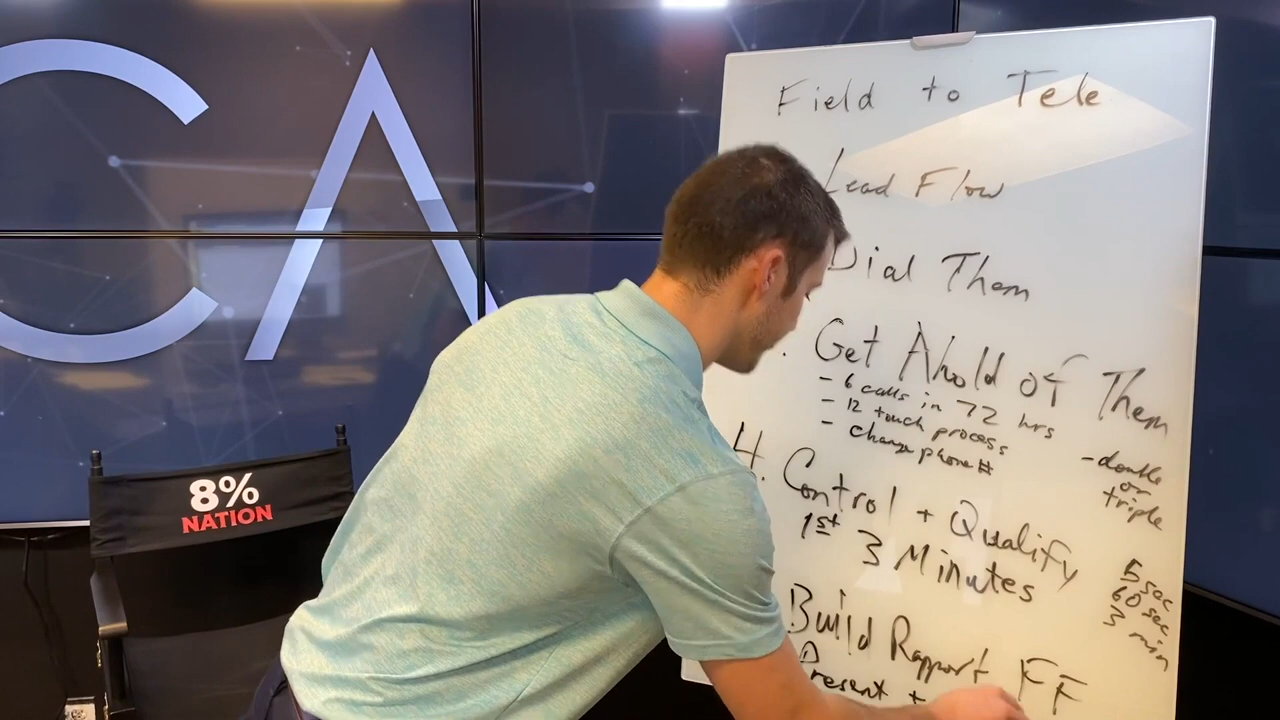 CA
8%
NATION
Field to Tele
Lead Flow
Dial Them
Get Ahold of Them
- 6 calls in 72 hrs
- 12 touch process
- change phone #
- double
or
triple
4. Control + Qualify
1st 3 Minutes
5 sec
60 sec
3 min
Build Rapport FF
Present +